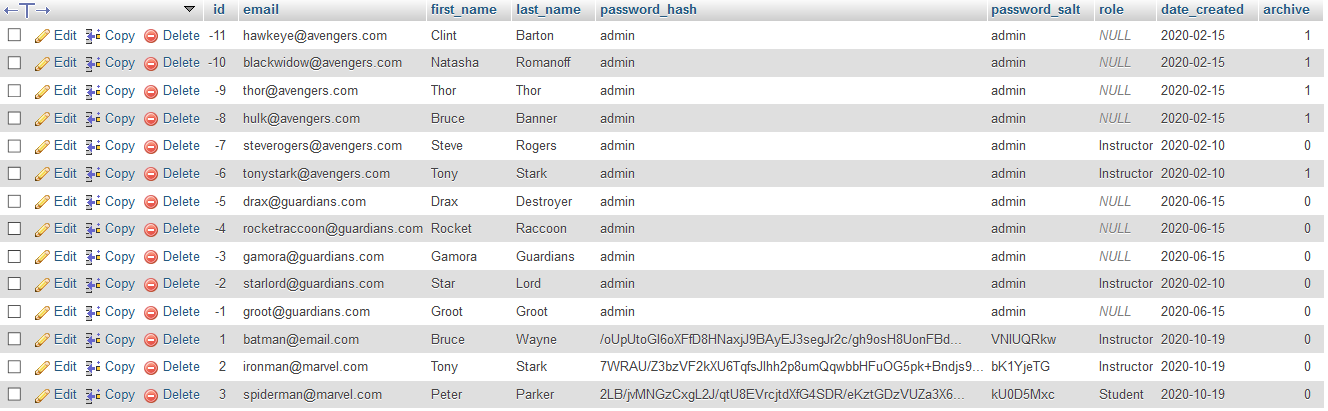 id email first_name last_name password_hash password_salt role date_created archive
Edit Copy Delete -11 hawkeye@avengers.com Clint Barton admin admin NULL 2020-02-15 1
Edit Copy Delete -10 blackwidow@avengers.com Natasha Romanoff admin admin NULL 2020-02-15 1
Edit Copy Delete -9 thor@avengers.com Thor Thor admin admin NULL 2020-02-15 1
Edit Copy Delete -8 hulk@avengers.com Bruce Banner admin admin NULL 2020-02-15 1
Edit Copy Delete -7 steverogers@avengers.com Steve Rogers admin admin Instructor 2020-02-10 0
Edit Copy Delete -6 tonystark@avengers.com Tony Stark admin admin Instructor 2020-02-10 1
Edit Copy Delete -5 drax@guardians.com Drax Destroyer admin admin NULL 2020-06-15 0
Edit Copy Delete -4 rocketraccoon@guardians.com Rocket Raccoon admin admin NULL 2020-06-15 0
Edit Copy Delete -3 gamora@guardians.com Gamora Guardians admin admin NULL 2020-06-15 0
Edit Copy Delete -2 starlord@guardians.com Star Lord admin admin Instructor 2020-06-15 0
Edit Copy Delete -1 groot@guardians.com Groot Groot admin admin NULL 2020-06-15 0
Edit Copy Delete 1 batman@email.com Bruce Wayne /oUpUtoGl6oXFfD8HNaxjJ9BAyEJ3segJr2c/gh9osH8UonFBd... VNlUQRkw Instructor 2020-10-19 0
Edit Copy Delete 2 ironman@marvel.com Tony Stark 7WRAU/Z3bzVF2kXU6TqfsJlhh2p8umQqwbbHFuOG5pk+Bndjs9... bK1YjeTG Instructor 2020-10-19 0
Edit Copy Delete 3 spiderman@marvel.com Peter Parker 2LB/jvMNGzCxgL2J/qtU8EVrcjtdXfG4SDR/eKztGDzVUZa3X6... kU0D5Mxc Student 2020-10-19 0